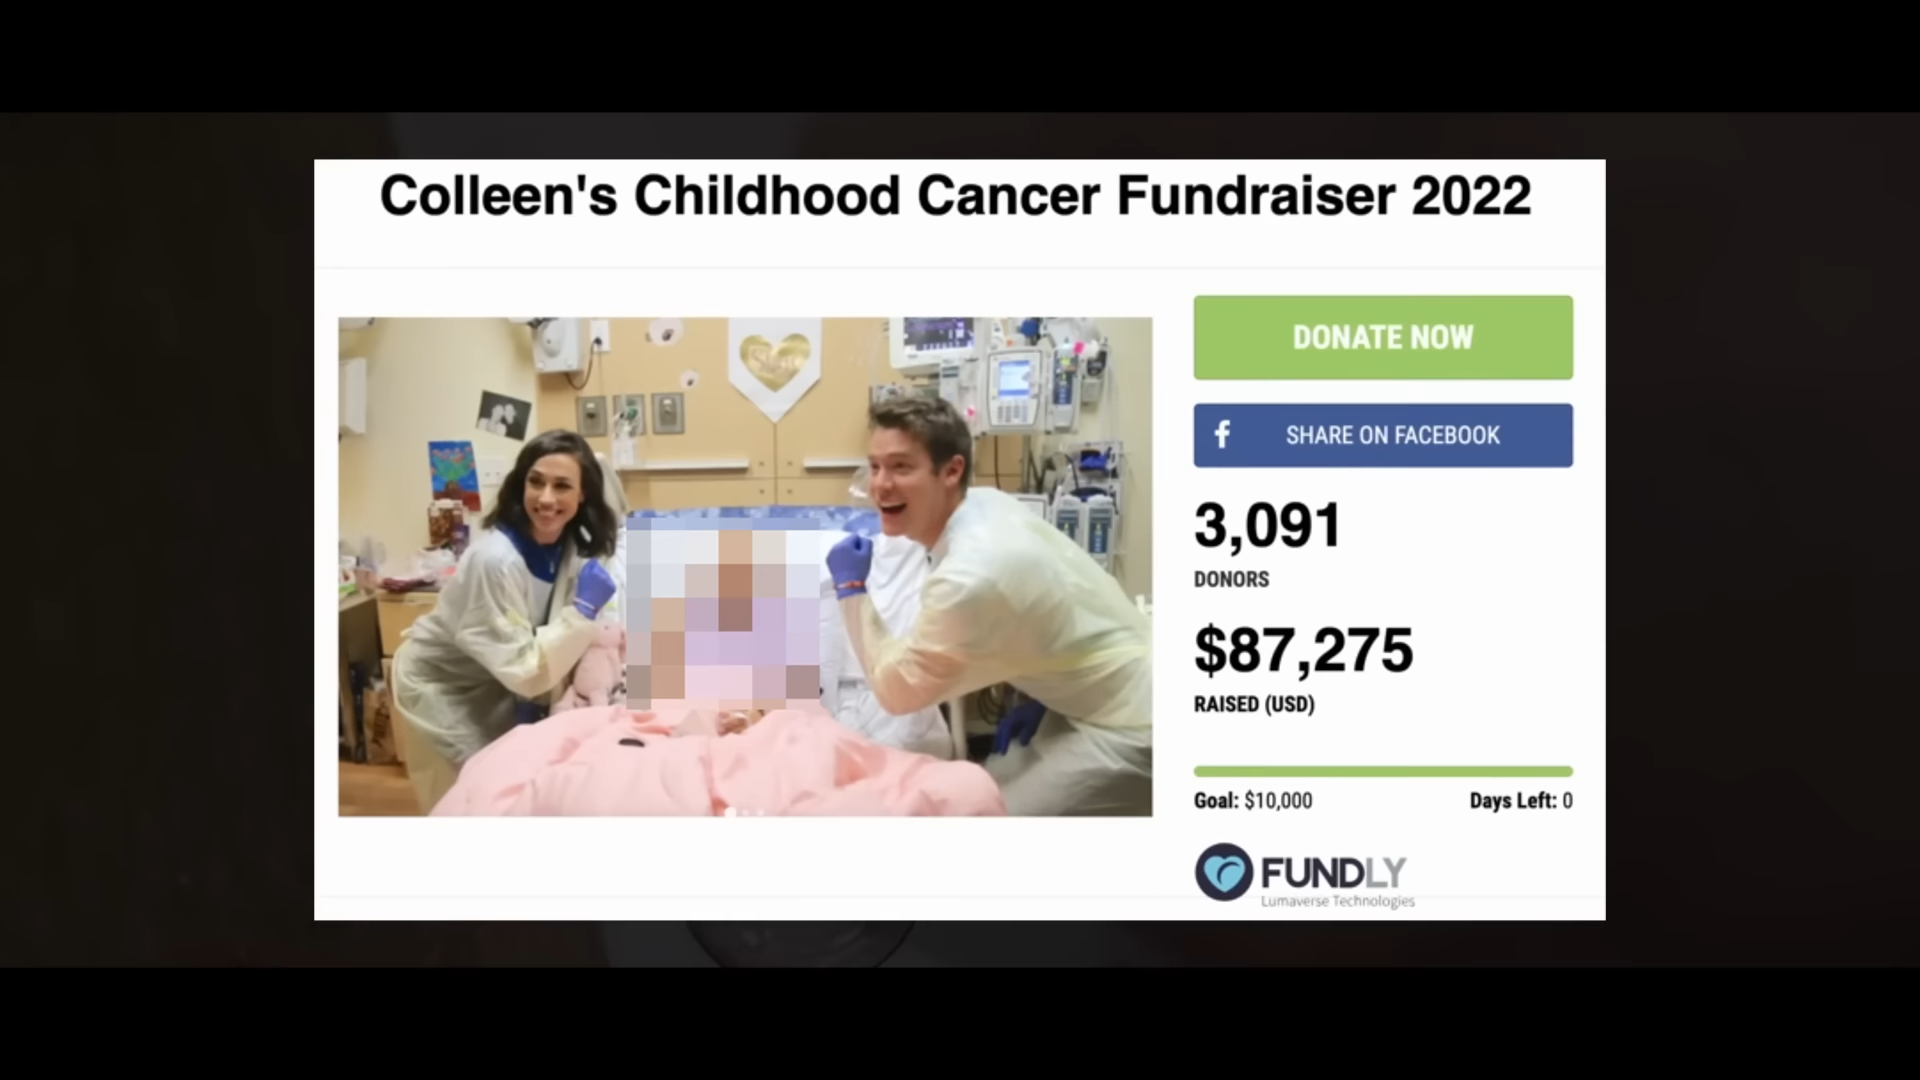 Colleen's Childhood Cancer Fundraiser 2022
DONATE NOW
SHARE ON FACEBOOK
3,091
DONORS
$87,275
RAISED (USD)
Goal: $10,000
Days Left: 0
FUNDLY
Lumaverse Technologies